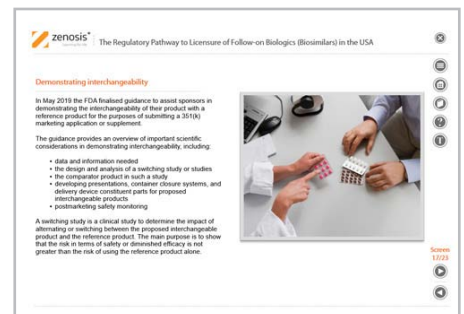 zenosis*
The Regulatory Pathway to Licensure of Follow-on Biologics (Biosimilars) in the USA
Demonstrating interchangeability
In May 2019 the FDA finalised guidance to assist sponsors in
demonstrating the interchangeability of their product with a
reference product for the purposes of submitting a 351(k)
marketing application or supplement.
The guidance provides an overview of important scientific
considerations in demonstrating interchangeability, including:
• data and information needed
• the design and analysis of a switching study or studies
• the comparator product in such a study
• developing presentations, container closure systems, and
delivery device constituent parts for proposed
interchangeable products
• postmarketing safety monitoring
A switching study is a clinical study to determine the impact of
alternating or switching between the proposed interchangeable
product and the reference product. The main purpose is to show
that the risk in terms of safety or diminished efficacy is not
greater than the risk of using the reference product alone.
Screen
17/23